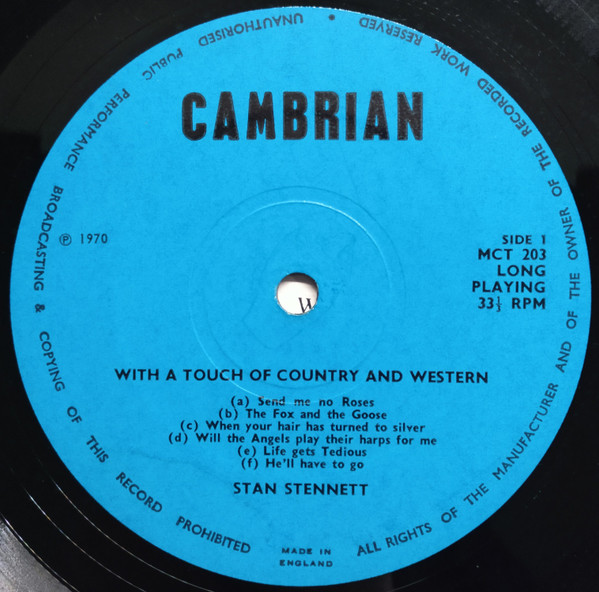 ALL RIGHTS OF THE MANUFACTURER AND OF THE OWNER OF THE RECORDED WORK RESERVED * UNAUTHORISED PUBLIC PERFORMANCE BROADCASTING & COPYING OF THIS RECORD PROHIBITED
CAMBRIAN
℗ 1970
SIDE 1
MCT 203
LONG
PLAYING
33⅓ RPM
W
WITH A TOUCH OF COUNTRY AND WESTERN
(a) Send me no Roses
(b) The Fox and the Goose
(c) When your hair has turned to silver
(d) Will the Angels play their harps for me
(e) Life gets Tedious
(f) He'll have to go
STAN STENNETT
MADE IN
ENGLAND